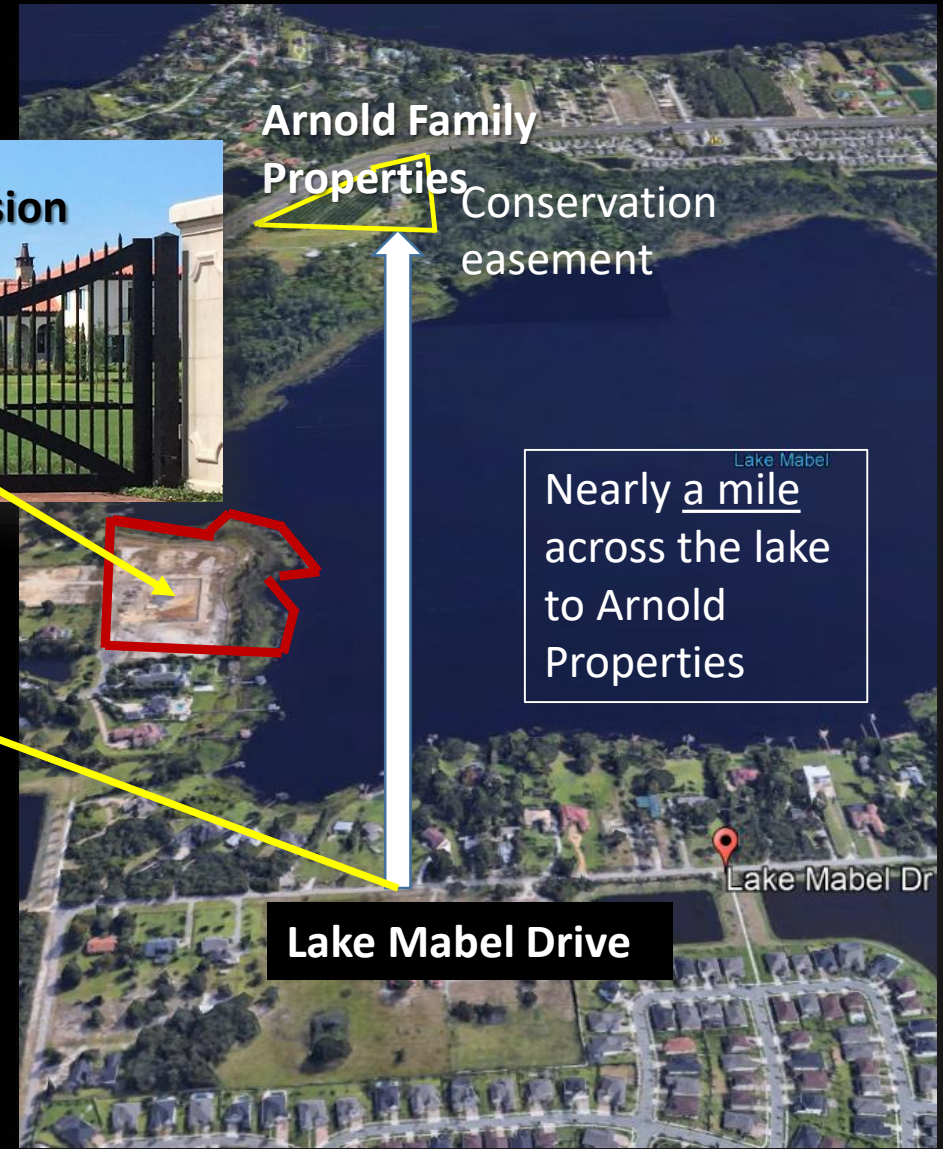 Arnold Family
Properties
Conservation
easement
Lake Mabel
Nearly a mile
across the lake
to Arnold
Properties
Lake Mabel Dr
Lake Mabel Drive